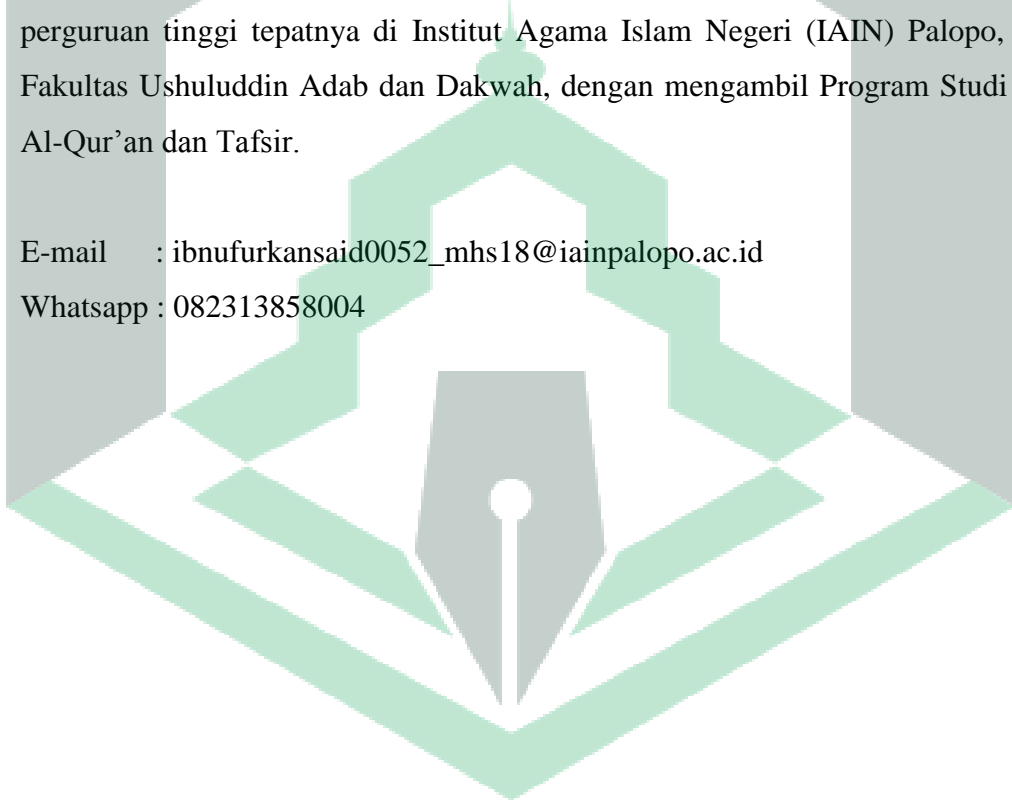 perguruan tinggi tepatnya di Institut Agama Islam Negeri (IAIN) Palopo,
Fakultas Ushuluddin Adab dan Dakwah, dengan mengambil Program Studi
Al-Qur’an dan Tafsir.
E-mail : ibnufurkansaid0052_mhs18@iainpalopo.ac.id
Whatsapp : 082313858004